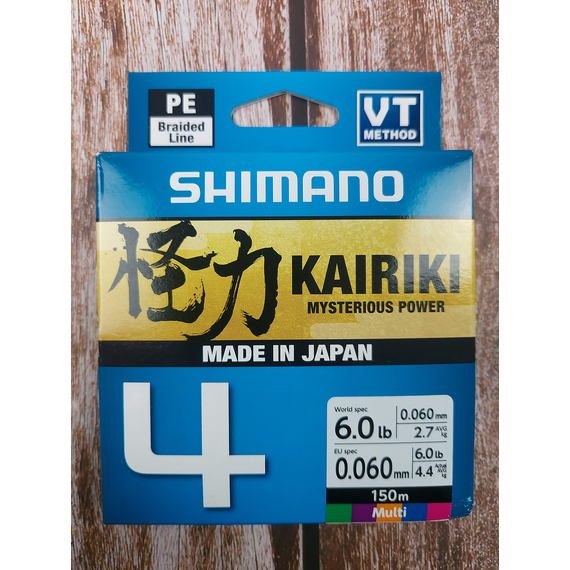 PE
Braided
Line
VT
METHOD
SHIMANO
怪力 KAIRIKI
MYSTERIOUS POWER
MADE IN JAPAN
4
World spec
6.0 lb
0.060 mm
2.7 AVG kg
EU spec
0.060 mm
6.0 lb
4.4 Actual AVG kg
150m
Multi